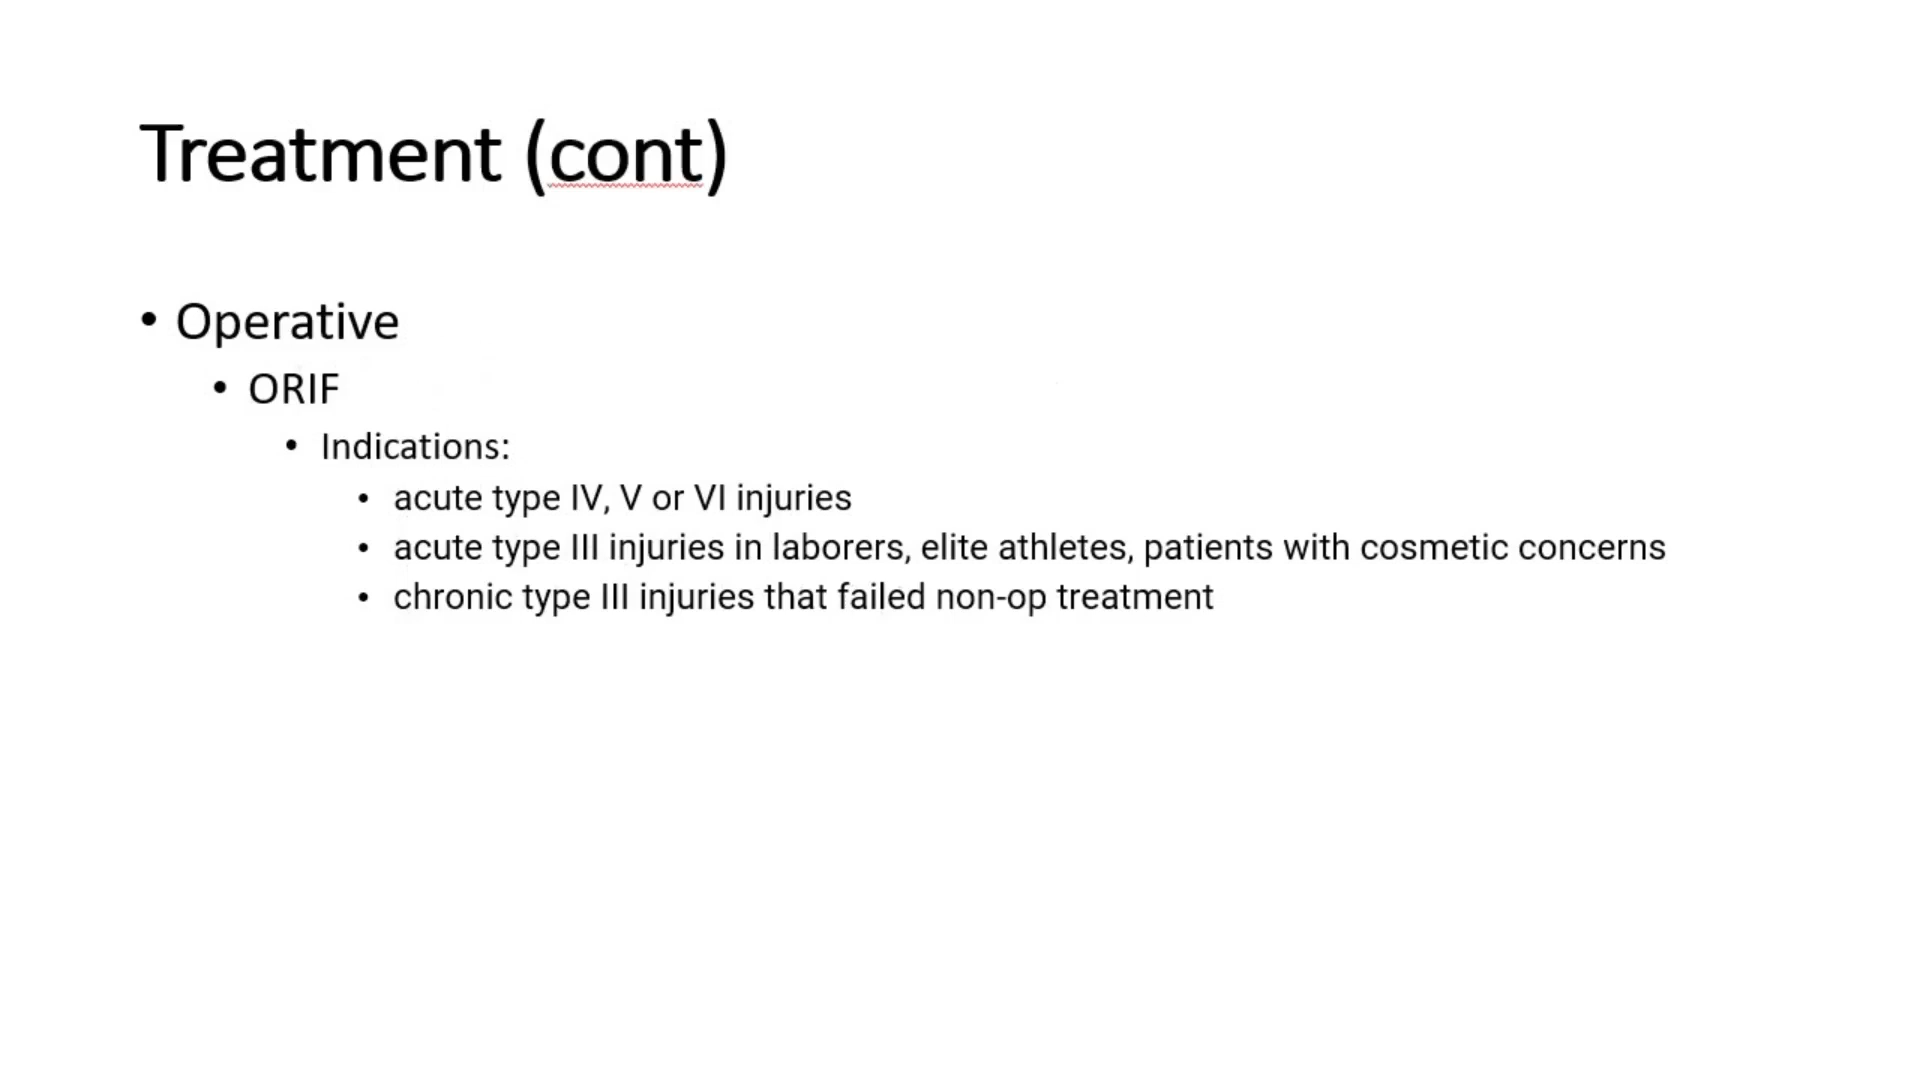 Treatment (cont)
• Operative
• ORIF
• Indications:
• acute type IV, V or VI injuries
• acute type III injuries in laborers, elite athletes, patients with cosmetic concerns
• chronic type III injuries that failed non-op treatment